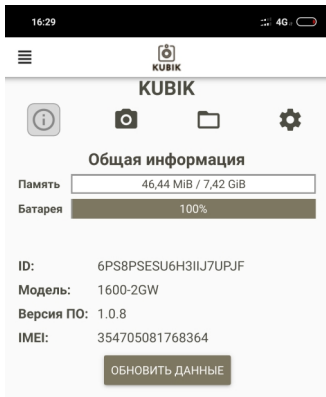 16:29
4G
KUBIK
KUBIK
Общая информация
Память 46,44 MiB / 7,42 GiB
Батарея 100%
ID: 6PS8PSESU6H3IIJ7UPJF
Модель: 1600-2GW
Версия ПО: 1.0.8
IMEI: 354705081768364
ОБНОВИТЬ ДАННЫЕ